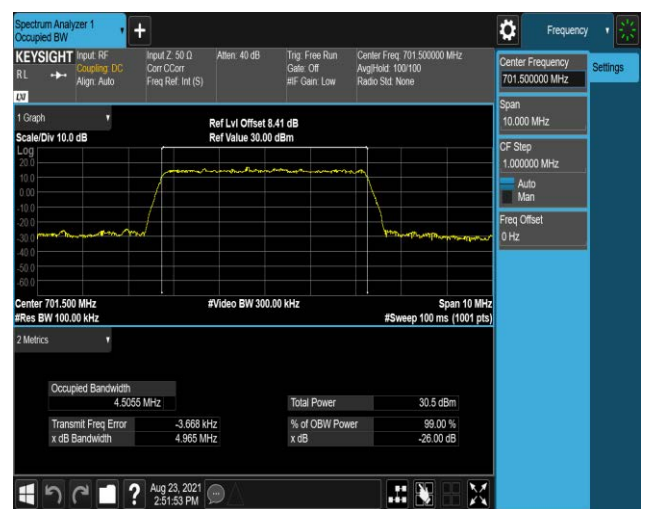 Spectrum Analyzer 1
Occupied BW
Frequency
KEYSIGHT
RL
LXI
Input: RF
Coupling: DC
Align: Auto
Input Z: 50 Ω
Corr CCorr
Freq Ref: Int (S)
Atten: 40 dB
Trig: Free Run
Gate: Off
#IF Gain: Low
Center Freq: 701.500000 MHz
Avg|Hold: 100/100
Radio Std: None
Center Frequency
701.500000 MHz
Settings
Span
10.000 MHz
CF Step
1.000000 MHz
Auto
Man
Freq Offset
0 Hz
1 Graph
Scale/Div 10.0 dB
Ref Lvl Offset 8.41 dB
Ref Value 30.00 dBm
Log
20.0
10.0
0.00
-10.0
-20.0
-30.0
-40.0
-50.0
-60.0
Center 701.500 MHz
#Video BW 300.00 kHz
Span 10 MHz
#Res BW 100.00 kHz
#Sweep 100 ms (1001 pts)
2 Metrics
Occupied Bandwidth
4.5055 MHz
Total Power 30.5 dBm
Transmit Freq Error -3.668 kHz
% of OBW Power 99.00 %
x dB Bandwidth 4.965 MHz
x dB -26.00 dB
?
Aug 23, 2021
2:51:53 PM